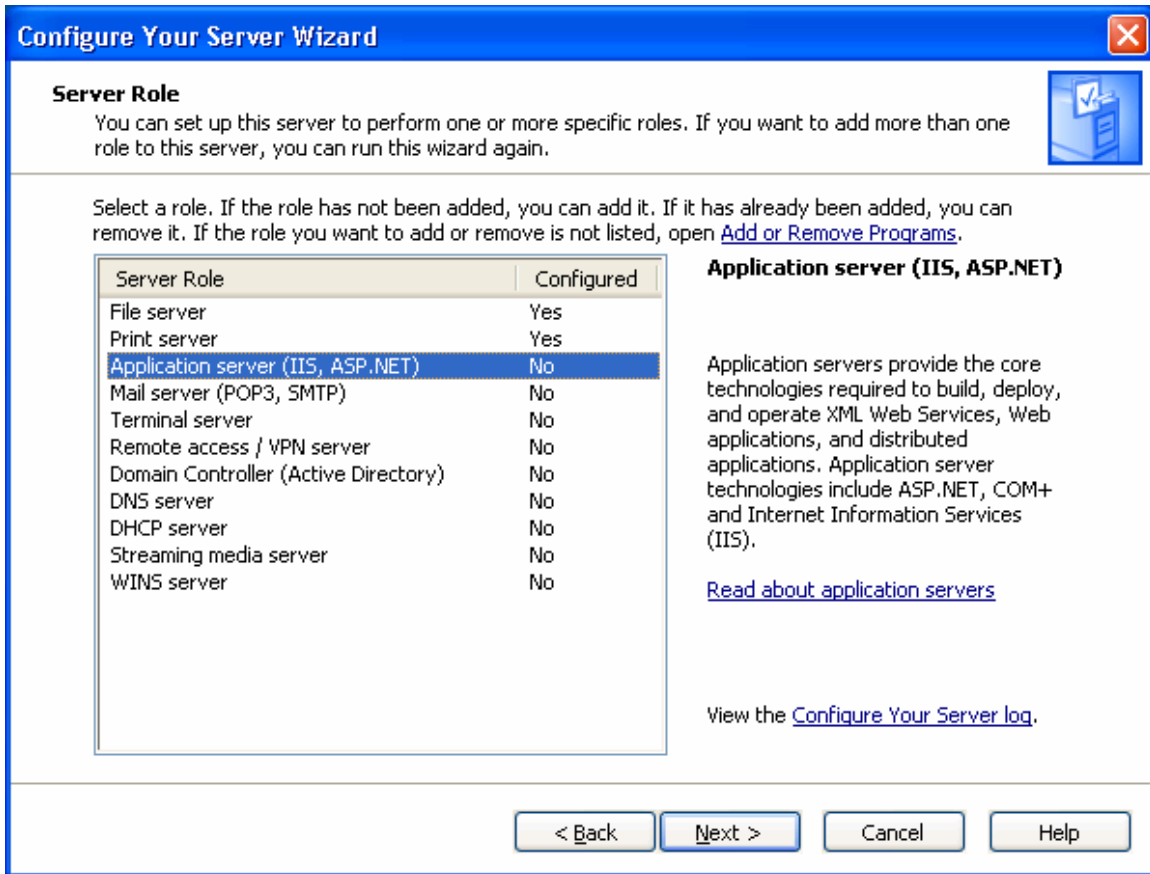 Configure Your Server Wizard
Server Role
You can set up this server to perform one or more specific roles. If you want to add more than one
role to this server, you can run this wizard again.
Select a role. If the role has not been added, you can add it. If it has already been added, you can
remove it. If the role you want to add or remove is not listed, open Add or Remove Programs.
Server Role Configured
File server Yes
Print server Yes
Application server (IIS, ASP.NET) No
Mail server (POP3, SMTP) No
Terminal server No
Remote access / VPN server No
Domain Controller (Active Directory) No
DNS server No
DHCP server No
Streaming media server No
WINS server No
Application server (IIS, ASP.NET)
Application servers provide the core
technologies required to build, deploy,
and operate XML Web Services, Web
applications, and distributed
applications. Application server
technologies include ASP.NET, COM+
and Internet Information Services
(IIS).
Read about application servers
View the Configure Your Server log.
< Back Next > Cancel Help